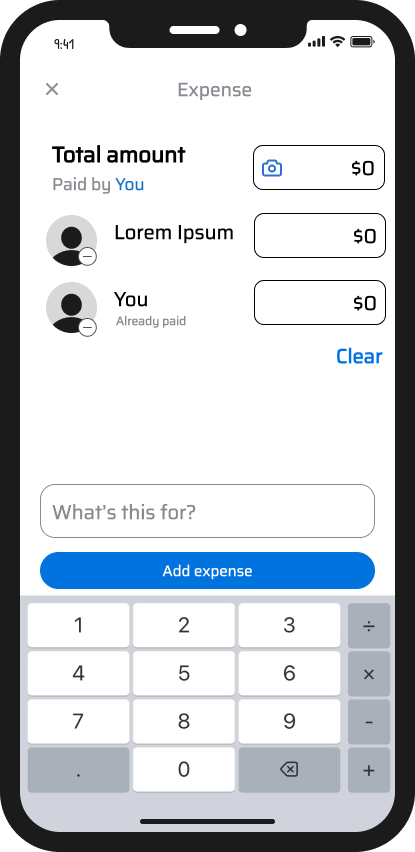 9:41
Expense
Total amount
$0
Paid by You
Lorem Ipsum
$0
You
$0
Already paid
Clear
What's this for?
Add expense
1 2 3 ÷
4 5 6 ×
7 8 9 -
. 0 +